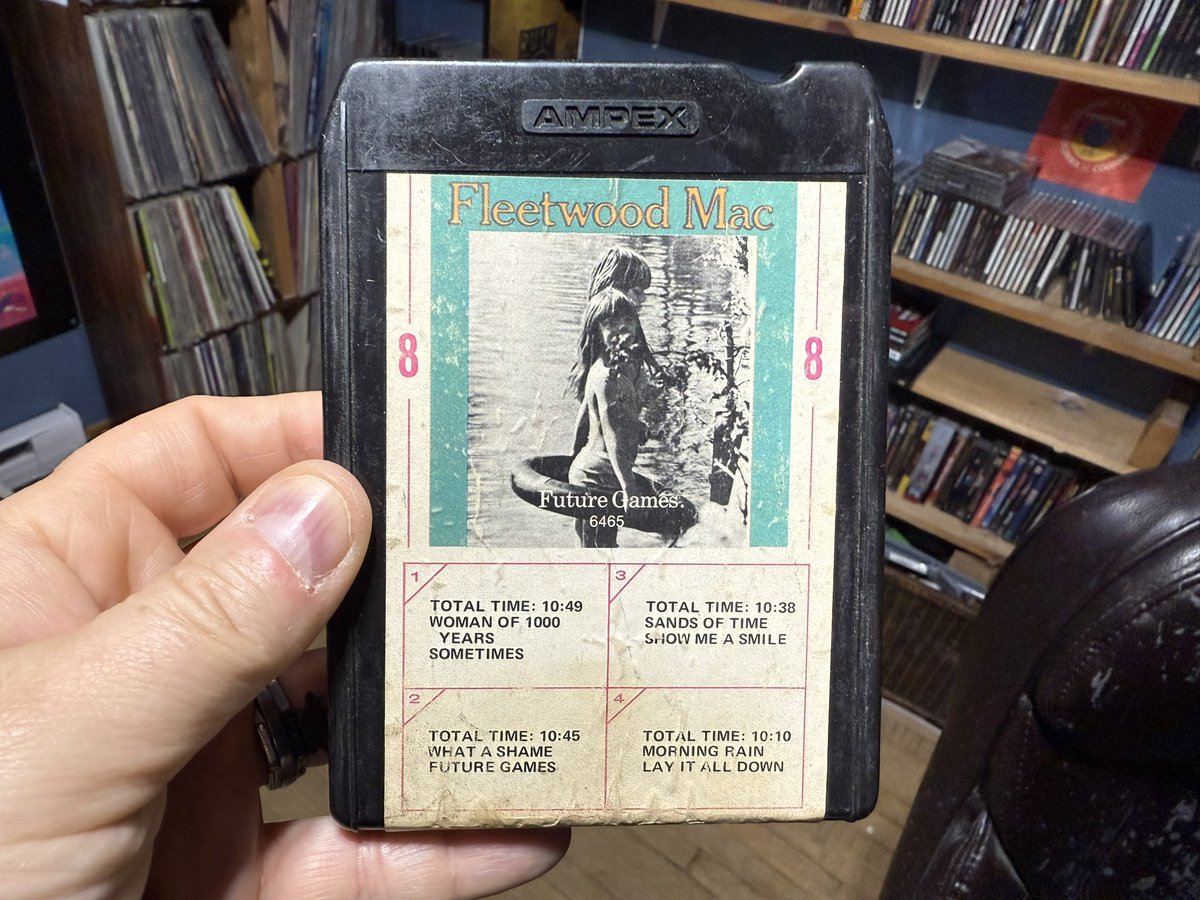 AMPEX
Fleetwood Mac
8
8
Future Games.
6465
1
TOTAL TIME: 10:49
WOMAN OF 1000
YEARS
SOMETIMES
2
TOTAL TIME: 10:45
WHAT A SHAME
FUTURE GAMES
3
TOTAL TIME: 10:38
SANDS OF TIME
SHOW ME A SMILE
4
TOTAL TIME: 10:10
MORNING RAIN
LAY IT ALL DOWN